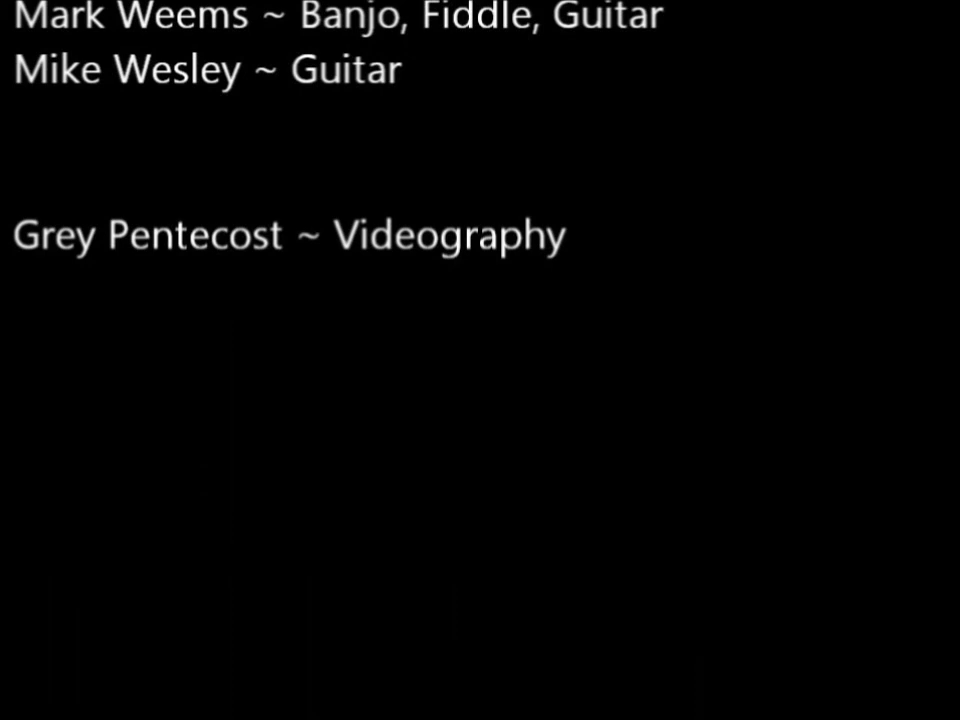 Mark Weems ~ Banjo, Fiddle, Guitar
Mike Wesley ~ Guitar
Grey Pentecost ~ Videography